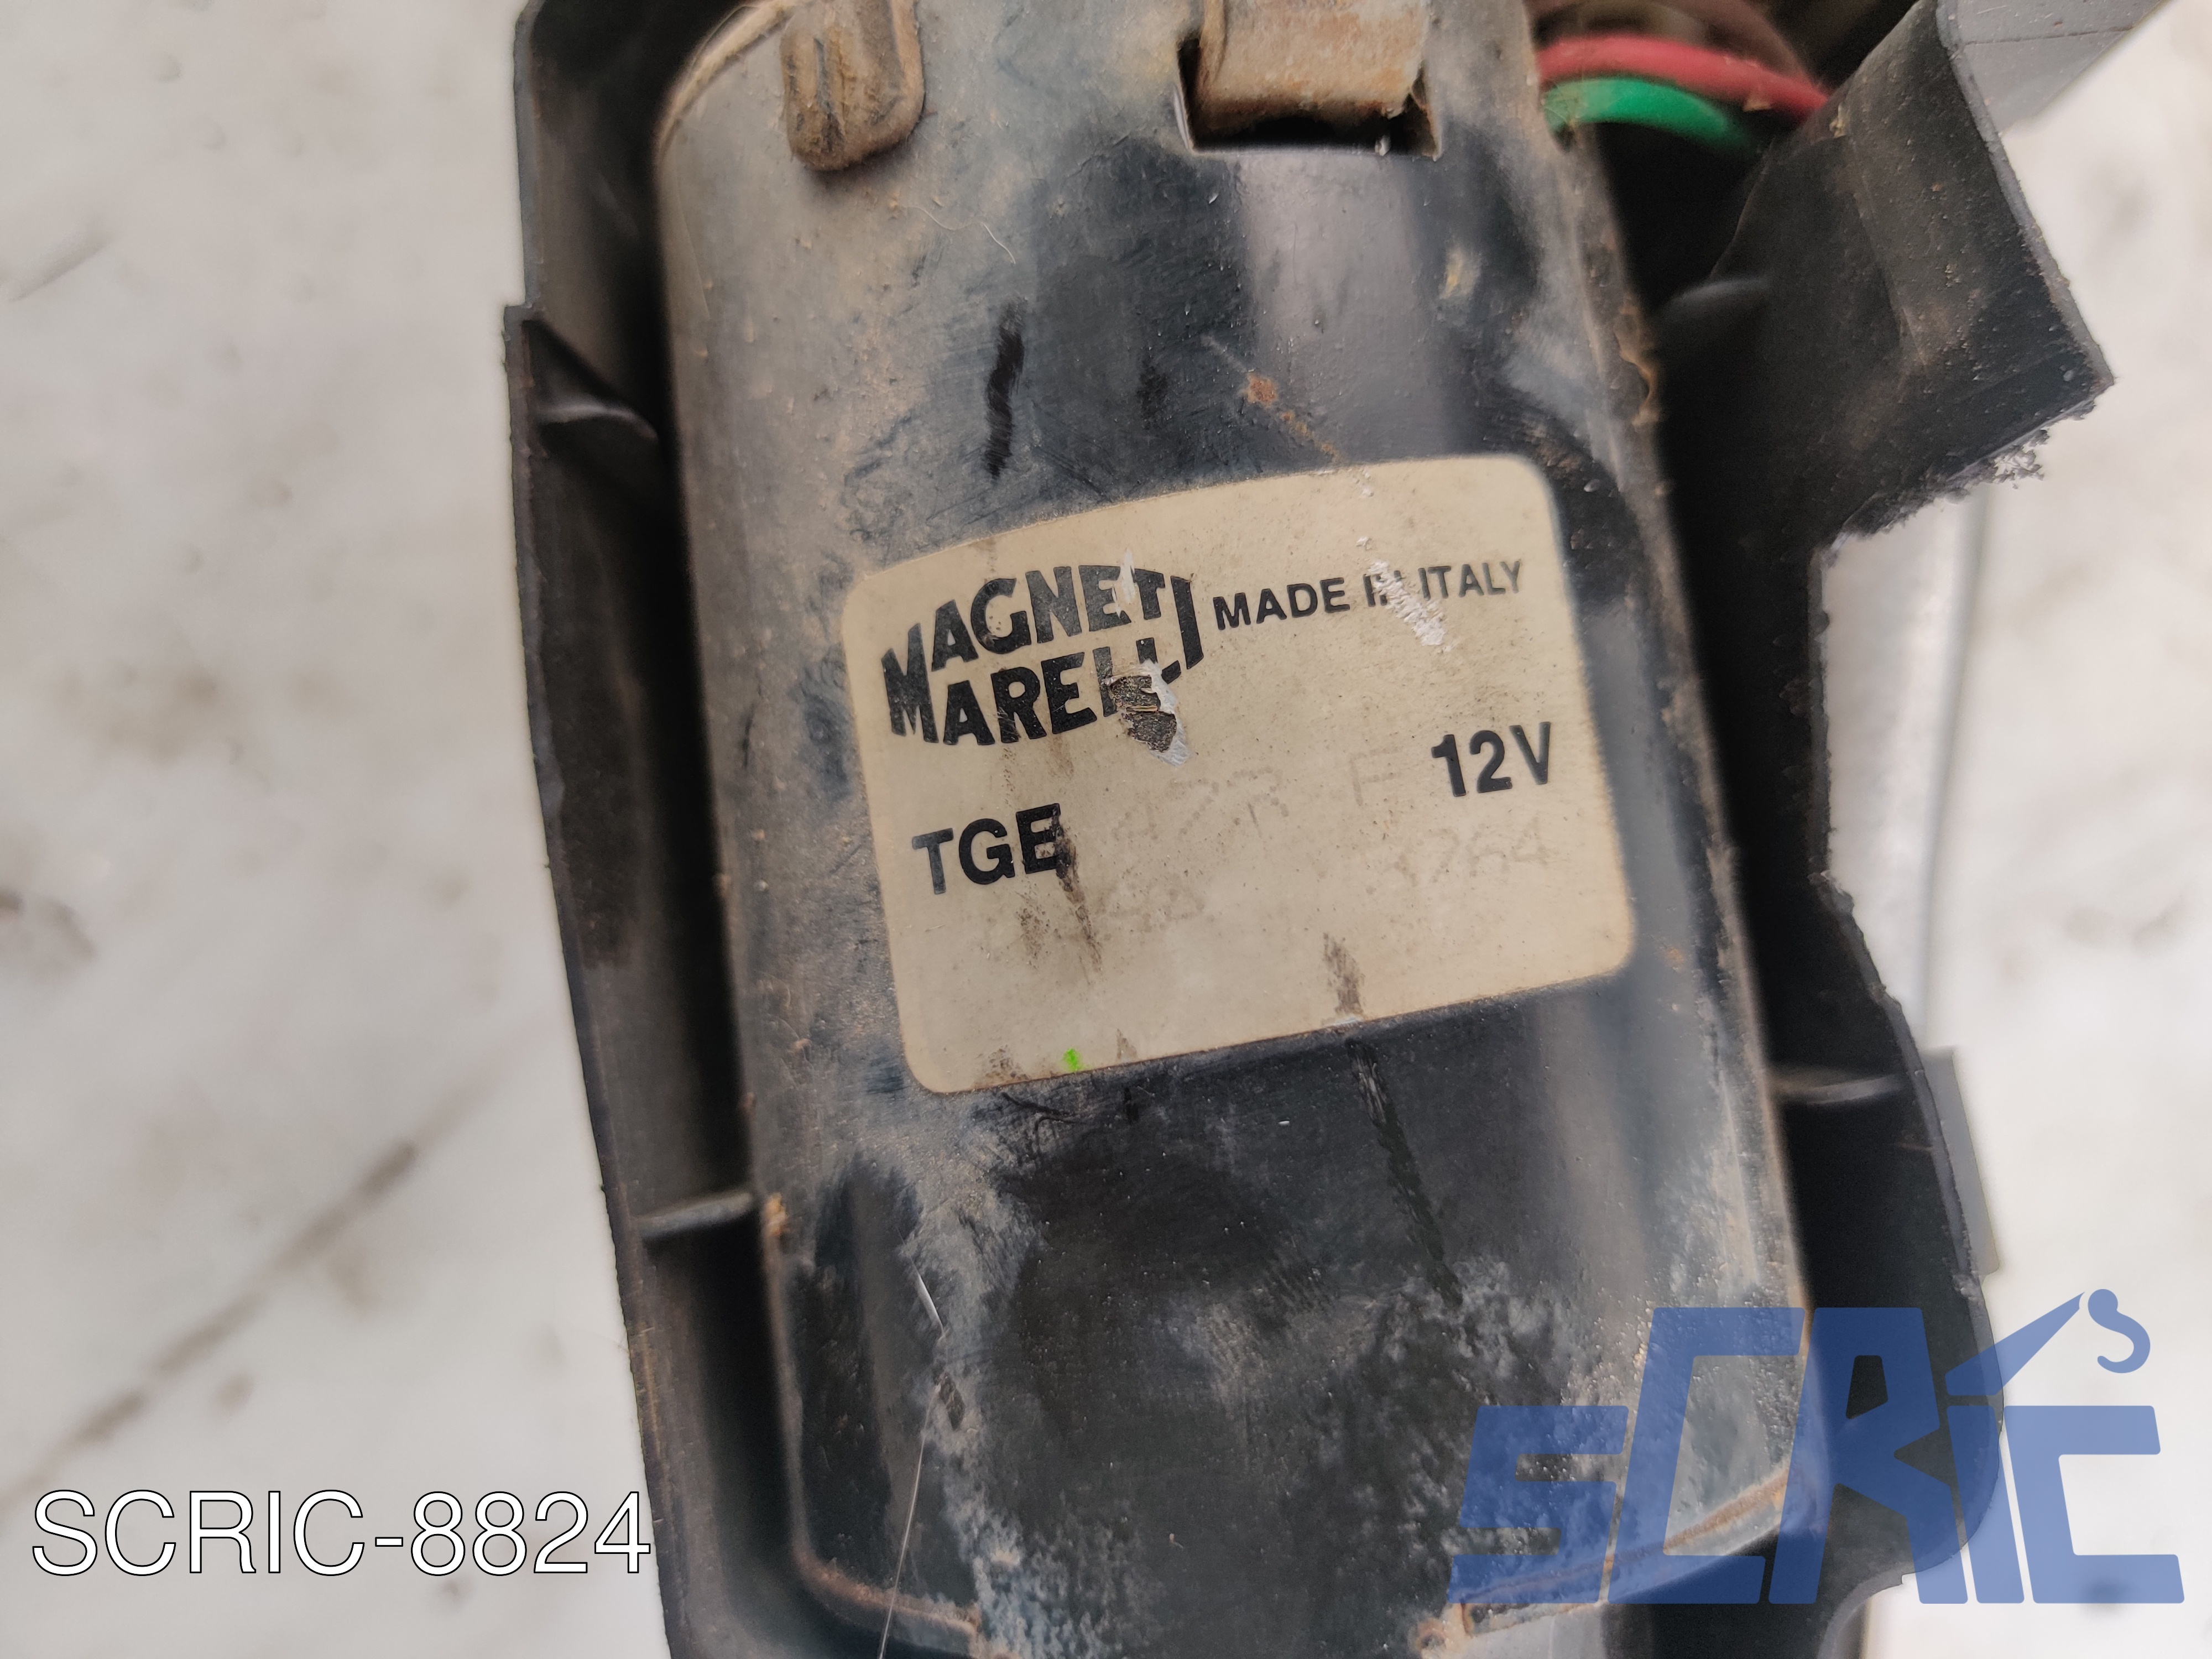 MAGNETI
MARELLI
MADE IN ITALY
12V
TGE
SCRIC-8824
SCRIC